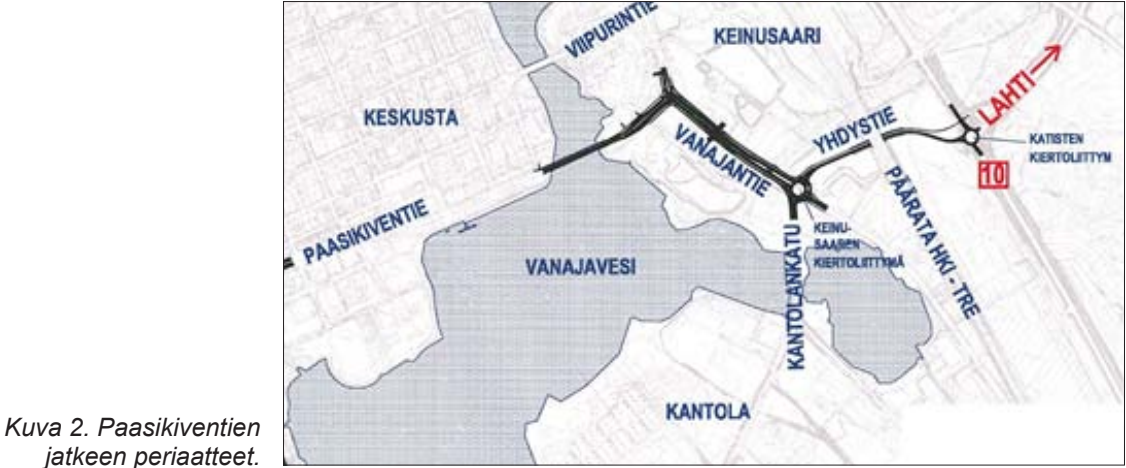 VIIPURINTIE
KEINUSAARI
LAHTI
KESKUSTA
YHDYSTIE
KATISTEN
KIERTOLIITTYM
VANAJANTIE
10
PÄÄRATA HKI - TRE
PAASIKIVENTIE
KEINU-
SAAREN
KIERTOLIITTYMÄ
VANAJAVESI
KANTOLANKATU
KANTOLA
Kuva 2. Paasikiventien
jatkeen periaatteet.